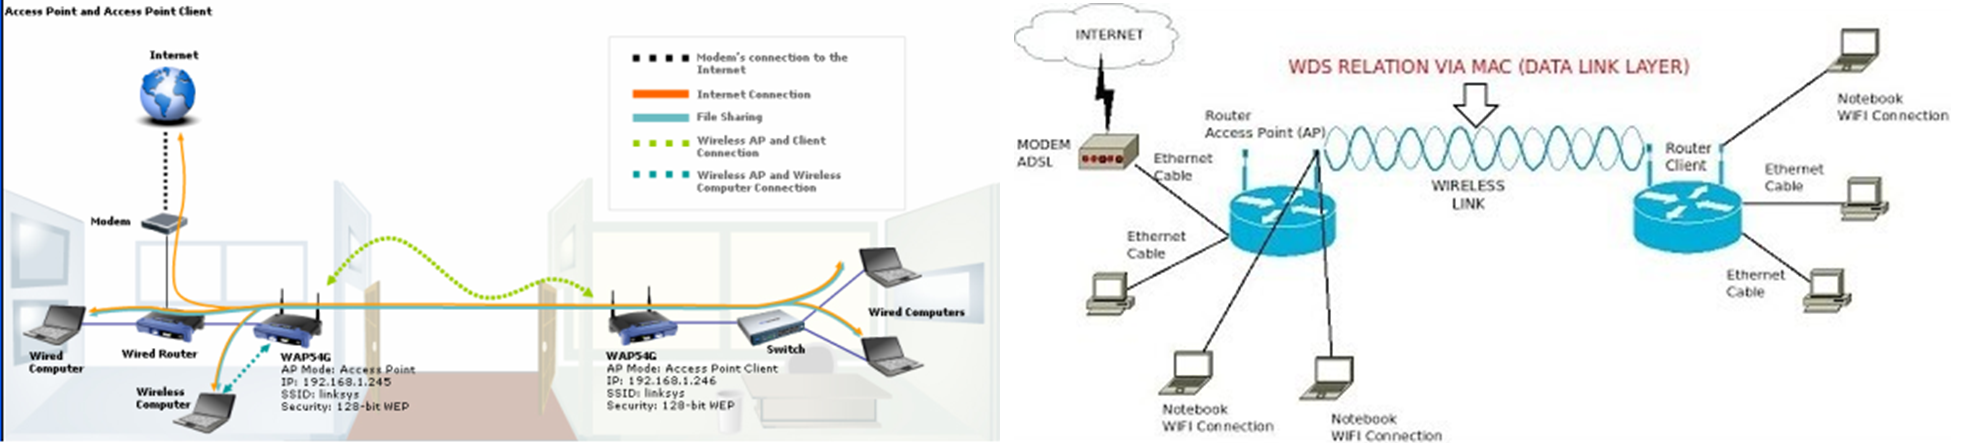 Access Point and Access Point Client
Internet
Modem's connection to the
Internet
Internet Connection
File Sharing
Wireless AP and Client
Connection
Wireless AP and Wireless
Computer Connection
Modem
Wired
Computer
Wired Router
Wireless
Computer
WAP54G
AP Mode: Access Point
IP: 192.168.1.245
SSID: linksys
Security: 128-bit WEP
WAP54G
AP Mode: Access Point Client
IP: 192.168.1.246
SSID: linksys
Security: 128-bit WEP
Switch
Wired Computers
INTERNET
WDS RELATION VIA MAC (DATA LINK LAYER)
MODEM
ADSL
Router
Access Point (AP)
Ethernet
Cable
Ethernet
Cable
WIRELESS
LINK
Router
Client
Notebook
WIFI Connection
Ethernet
Cable
Ethernet
Cable
Notebook
WIFI Connection
Notebook
WIFI Connection